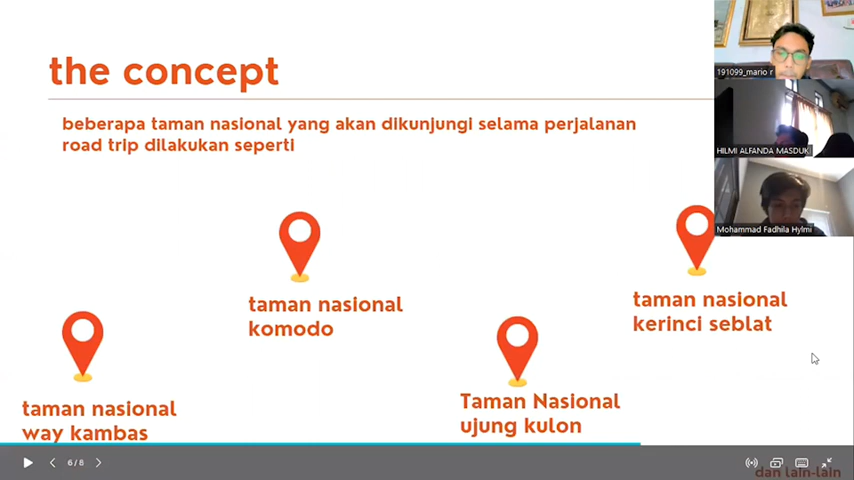 the concept
beberapa taman nasional yang akan dikunjungi selama perjalanan
road trip dilakukan seperti
taman nasional
komodo
taman nasional
kerinci seblat
taman nasional
way kambas
Taman Nasional
ujung kulon
dan lain-lain
6/8
191099_mario r
HILMI ALFANDA MASDUKI
Mohammad Fadhila Hylmi